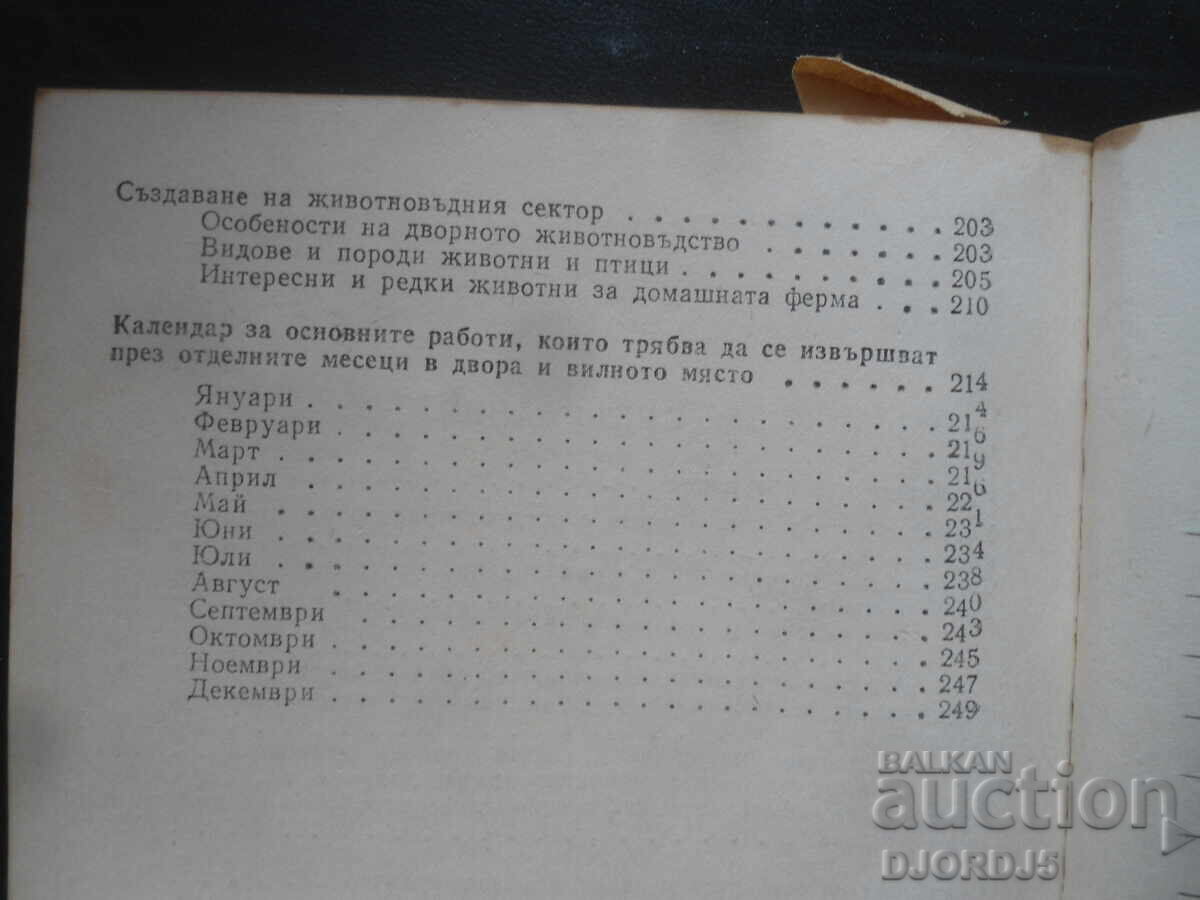 Създаване на животновъдния сектор . . . . . . . . . . . . 203
Особености на дворното животновъдство . . . . . . . 203
Видове и породи животни и птици . . . . . . . . . . 205
Интересни и редки животни за домашната ферма . . . 210
Календар за основните работи, които трябва да се извършват
през отделните месеци в двора и вилното място . . . . . . 214
Януари . . . . . . . . . . . . . . . . . . . . . . 214
Февруари . . . . . . . . . . . . . . . . . . . . . 216
Март . . . . . . . . . . . . . . . . . . . . . . . 219
Април . . . . . . . . . . . . . . . . . . . . . . 226
Май . . . . . . . . . . . . . . . . . . . . . . . 231
Юни . . . . . . . . . . . . . . . . . . . . . . . 234
Юли . . . . . . . . . . . . . . . . . . . . . . . 238
Август . . . . . . . . . . . . . . . . . . . . . 240
Септември . . . . . . . . . . . . . . . . . . . . 243
Октомври . . . . . . . . . . . . . . . . . . . . . 245
Ноември . . . . . . . . . . . . . . . . . . . . . 247
Декември . . . . . . . . . . . . . . . . . . . . . 249
BALKAN
auction
DJORDJ5